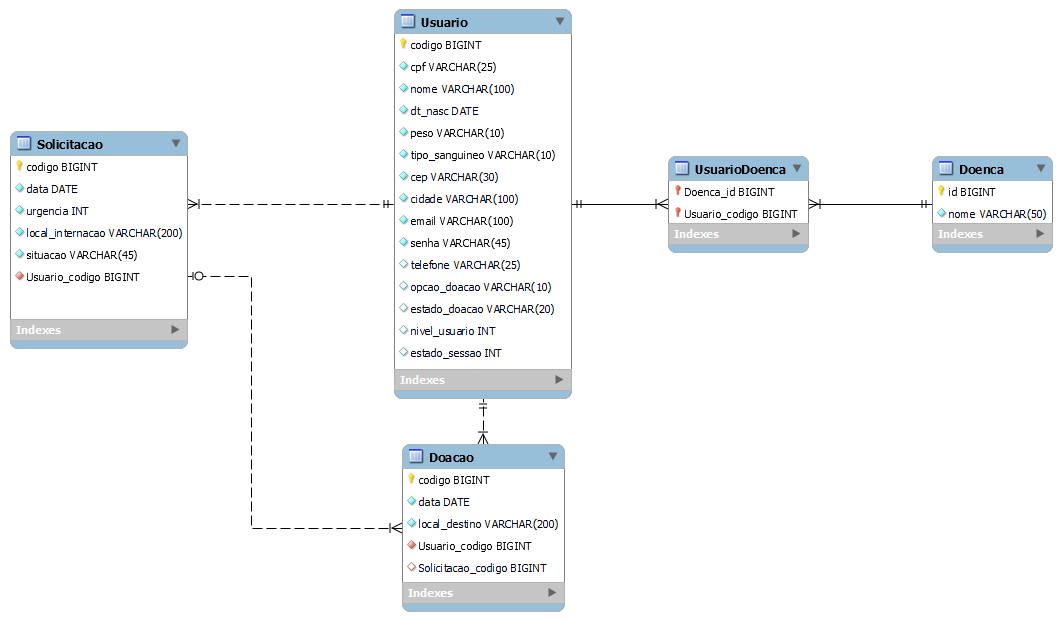 Usuario
codigo BIGINT
cpf VARCHAR(25)
nome VARCHAR(100)
dt_nasc DATE
peso VARCHAR(10)
tipo_sanguineo VARCHAR(10)
cep VARCHAR(30)
cidade VARCHAR(100)
email VARCHAR(100)
senha VARCHAR(45)
telefone VARCHAR(25)
opcao_doacao VARCHAR(10)
estado_doacao VARCHAR(20)
nivel_usuario INT
estado_sessao INT
Indexes
Solicitacao
codigo BIGINT
data DATE
urgencia INT
local_internacao VARCHAR(200)
situacao VARCHAR(45)
Usuario_codigo BIGINT
Indexes
UsuarioDoenca
Doenca_id BIGINT
Usuario_codigo BIGINT
Indexes
Doenca
id BIGINT
nome VARCHAR(50)
Indexes
Doacao
codigo BIGINT
data DATE
local_destino VARCHAR(200)
Usuario_codigo BIGINT
Solicitacao_codigo BIGINT
Indexes